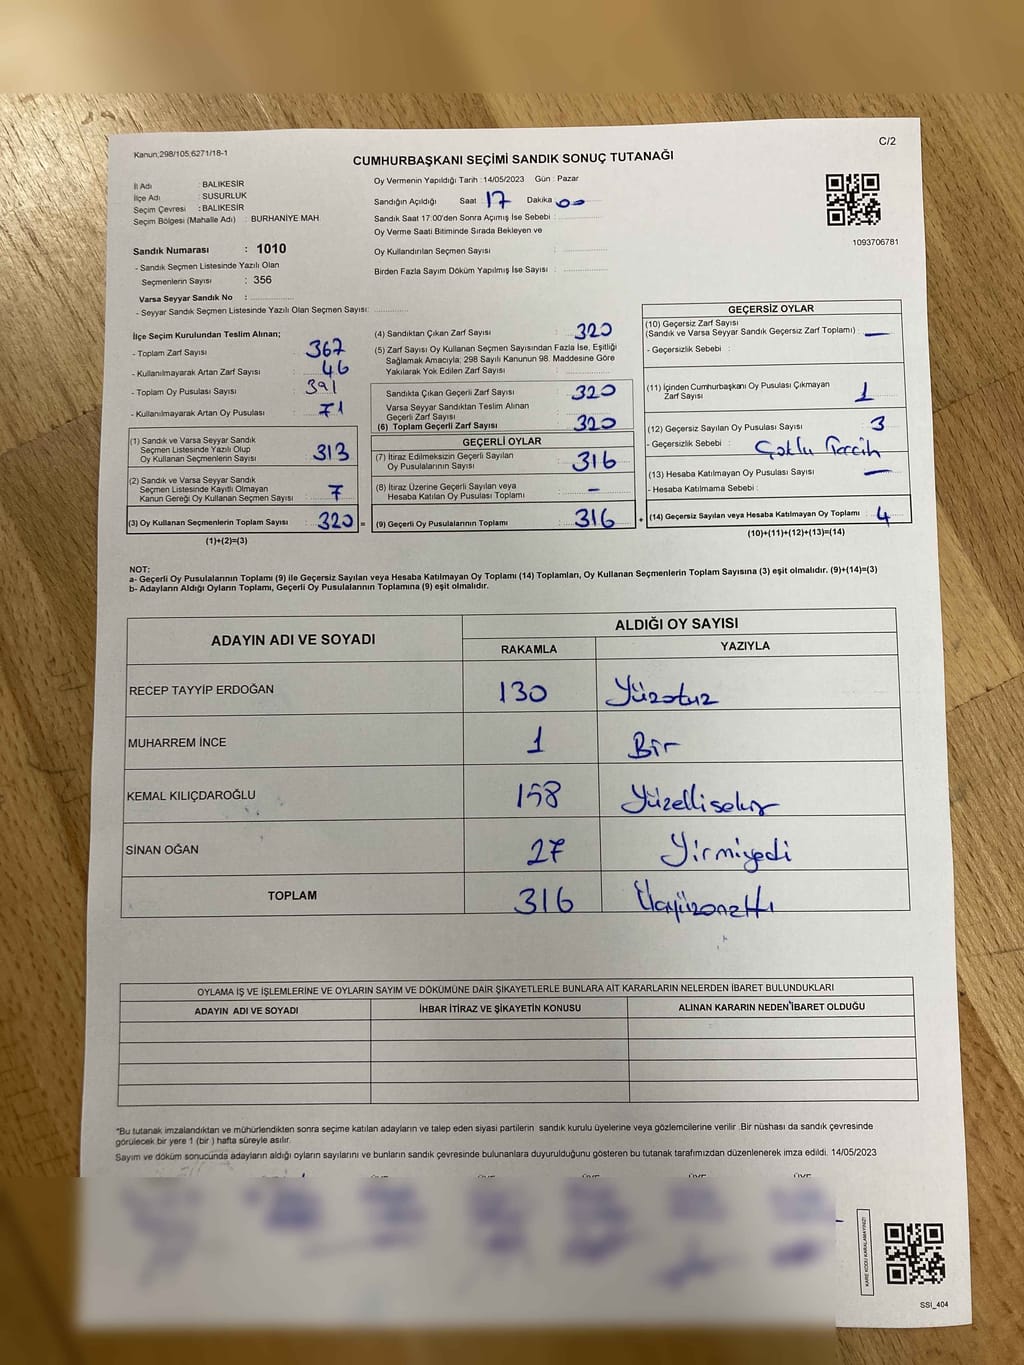 Kanun,298/105,6271/18-1
C/2
CUMHURBAŞKANI SEÇİMİ SANDIK SONUÇ TUTANAĞI
İl Adı : BALIKESİR
İlçe Adı : SUSURLUK
Seçim Çevresi : BALIKESİR
Seçim Bölgesi (Mahalle Adı) : BURHANİYE MAH
Sandık Numarası : 1010
- Sandık Seçmen Listesinde Yazılı Olan
Seçmenlerin Sayısı : 356
Varsa Seyyar Sandık No :
- Seyyar Sandık Seçmen Listesinde Yazılı Olan Seçmen Sayısı:
Oy Vermenin Yapıldığı Tarih :14/05/2023 Gün : Pazar
Sandığın Açıldığı Saat 17 Dakika 00
Sandık Saat 17:00'den Sonra Açımış İse Sebebi :
Oy Verme Saati Bitiminde Sırada Bekleyen ve
Oy Kullandırılan Seçmen Sayısı :
Birden Fazla Sayım Döküm Yapılmış İse Sayısı :
1093706781
İlçe Seçim Kurulundan Teslim Alınan;
- Toplam Zarf Sayısı : 367
- Kullanılmayarak Artan Zarf Sayısı : 46
- Toplam Oy Pusulası Sayısı : 391
- Kullanılmayarak Artan Oy Pusulası : 71
(1) Sandık ve Varsa Seyyar Sandık
Seçmen Listesinde Yazılı Olup
Oy Kullanan Seçmenlerin Sayısı : 313
(2) Sandık ve Varsa Seyyar Sandık
Seçmen Listesinde Kayıtlı Olmayan
Kanun Gereği Oy Kullanan Seçmen Sayısı : 7
(3) Oy Kullanan Seçmenlerin Toplam Sayısı : 320 =
(1)+(2)=(3)
(4) Sandıktan Çıkan Zarf Sayısı : 320
(5) Zarf Sayısı Oy Kullanan Seçmen Sayısından Fazla İse, Eşitliği
Sağlamak Amacıyla; 298 Sayılı Kanunun 98. Maddesine Göre
Yakılarak Yok Edilen Zarf Sayısı :
Sandıkta Çıkan Geçerli Zarf Sayısı : 320
Varsa Seyyar Sandıktan Teslim Alınan
Geçerli Zarf Sayısı :
(6) Toplam Geçerli Zarf Sayısı : 320
GEÇERLİ OYLAR
(7) İtiraz Edilmeksizin Geçerli Sayılan
Oy Pusulalarının Sayısı : 316
(8) İtiraz Üzerine Geçerli Sayılan veya
Hesaba Katılan Oy Pusulası Toplamı : –
(9) Geçerli Oy Pusulalarının Toplamı : 316 +
GEÇERSİZ OYLAR
(10) Geçersiz Zarf Sayısı
(Sandık ve Varsa Seyyar Sandık Geçersiz Zarf Toplamı) : —
- Geçersizlik Sebebi :
(11) İçinden Cumhurbaşkanı Oy Pusulası Çıkmayan
Zarf Sayısı : 1
(12) Geçersiz Sayılan Oy Pusulası Sayısı : 3
- Geçersizlik Sebebi : Çoklu Tercih
(13) Hesaba Katılmayan Oy Pusulası Sayısı : —
- Hesaba Katılmama Sebebi :
(14) Geçersiz Sayılan veya Hesaba Katılmayan Oy Toplamı : 4
(10)+(11)+(12)+(13)=(14)
NOT:
a- Geçerli Oy Pusulalarının Toplamı (9) ile Geçersiz Sayılan veya Hesaba Katılmayan Oy Toplamı (14) Toplamları, Oy Kullanan Seçmenlerin Toplam Sayısına (3) eşit olmalıdır. (9)+(14)=(3)
b- Adayların Aldığı Oyların Toplamı, Geçerli Oy Pusulalarının Toplamına (9) eşit olmalıdır.
ADAYIN ADI VE SOYADI
ALDIĞI OY SAYISI
RAKAMLA YAZIYLA
RECEP TAYYİP ERDOĞAN 130 Yüzotuz
MUHARREM İNCE 1 Bir
KEMAL KILIÇDAROĞLU 158 Yüzellisekiz
SİNAN OĞAN 27 Yirmiyedi
TOPLAM 316 Üçyüzonaltı
OYLAMA İŞ VE İŞLEMLERİNE VE OYLARIN SAYIM VE DÖKÜMÜNE DAİR ŞİKAYETLERLE BUNLARA AİT KARARLARIN NELERDEN İBARET BULUNDUKLARI
ADAYIN ADI VE SOYADI İHBAR İTİRAZ VE ŞİKAYETİN KONUSU ALINAN KARARIN NEDEN İBARET OLDUĞU
*Bu tutanak imzalandıktan ve mühürlendikten sonra seçime katılan adayların ve talep eden siyasi partilerin sandık kurulu üyelerine veya gözlemcilerine verilir .Bir nüshası da sandık çevresinde
görülecek bir yere 1 (bir ) hafta süreyle asılır.
Sayım ve döküm sonucunda adayların aldığı oyların sayılarını ve bunların sandık çevresinde bulunanlara duyurulduğunu gösteren bu tutanak tarafımızdan düzenlenerek imza edildi. 14/05/2023
KARE KODU KARALAMAYINIZ!
SSI_404